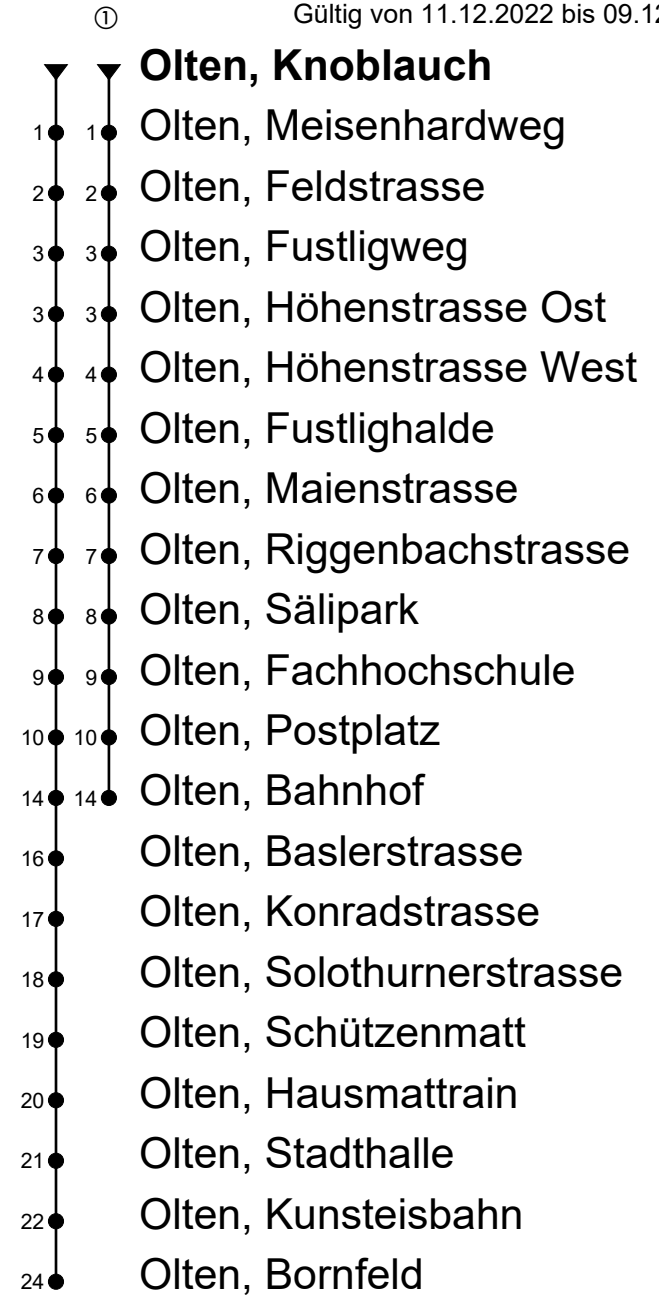 ① Gültig von 11.12.2022 bis 09.12
Olten, Knoblauch
1 1 Olten, Meisenhardweg
2 2 Olten, Feldstrasse
3 3 Olten, Fustligweg
3 3 Olten, Höhenstrasse Ost
4 4 Olten, Höhenstrasse West
5 5 Olten, Fustlighalde
6 6 Olten, Maienstrasse
7 7 Olten, Riggenbachstrasse
8 8 Olten, Sälipark
9 9 Olten, Fachhochschule
10 10 Olten, Postplatz
14 14 Olten, Bahnhof
16 Olten, Baslerstrasse
17 Olten, Konradstrasse
18 Olten, Solothurnerstrasse
19 Olten, Schützenmatt
20 Olten, Hausmattrain
21 Olten, Stadthalle
22 Olten, Kunsteisbahn
24 Olten, Bornfeld